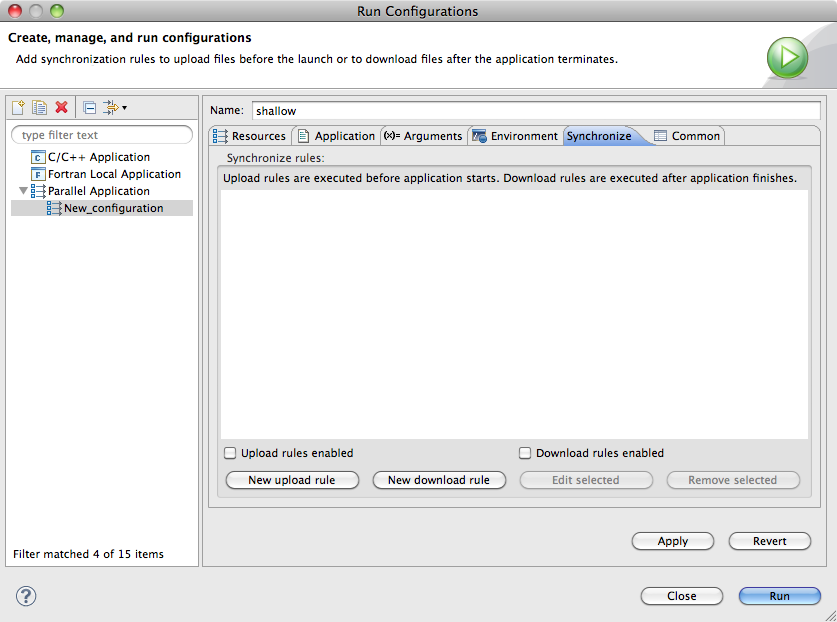 Run Configurations
Create, manage, and run configurations
Add synchronization rules to upload files before the launch or to download files after the application terminates.
type filter text
C/C++ Application
Fortran Local Application
Parallel Application
New_configuration
Filter matched 4 of 15 items
Name: shallow
Resources Application (x)= Arguments Environment Synchronize Common
Synchronize rules:
Upload rules are executed before application starts. Download rules are executed after application finishes.
Upload rules enabled Download rules enabled
New upload rule New download rule Edit selected Remove selected
Apply Revert
? Close Run